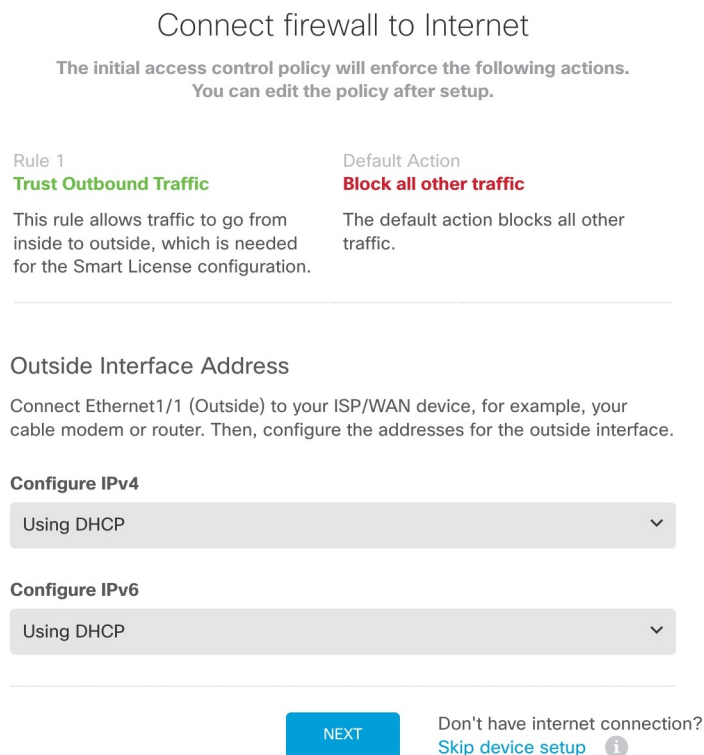 Connect firewall to Internet
The initial access control policy will enforce the following actions.
You can edit the policy after setup.
Rule 1
Trust Outbound Traffic
This rule allows traffic to go from
inside to outside, which is needed
for the Smart License configuration.
Default Action
Block all other traffic
The default action blocks all other
traffic.
Outside Interface Address
Connect Ethernet1/1 (Outside) to your ISP/WAN device, for example, your
cable modem or router. Then, configure the addresses for the outside interface.
Configure IPv4
Using DHCP
Configure IPv6
Using DHCP
NEXT
Don't have internet connection?
Skip device setup i